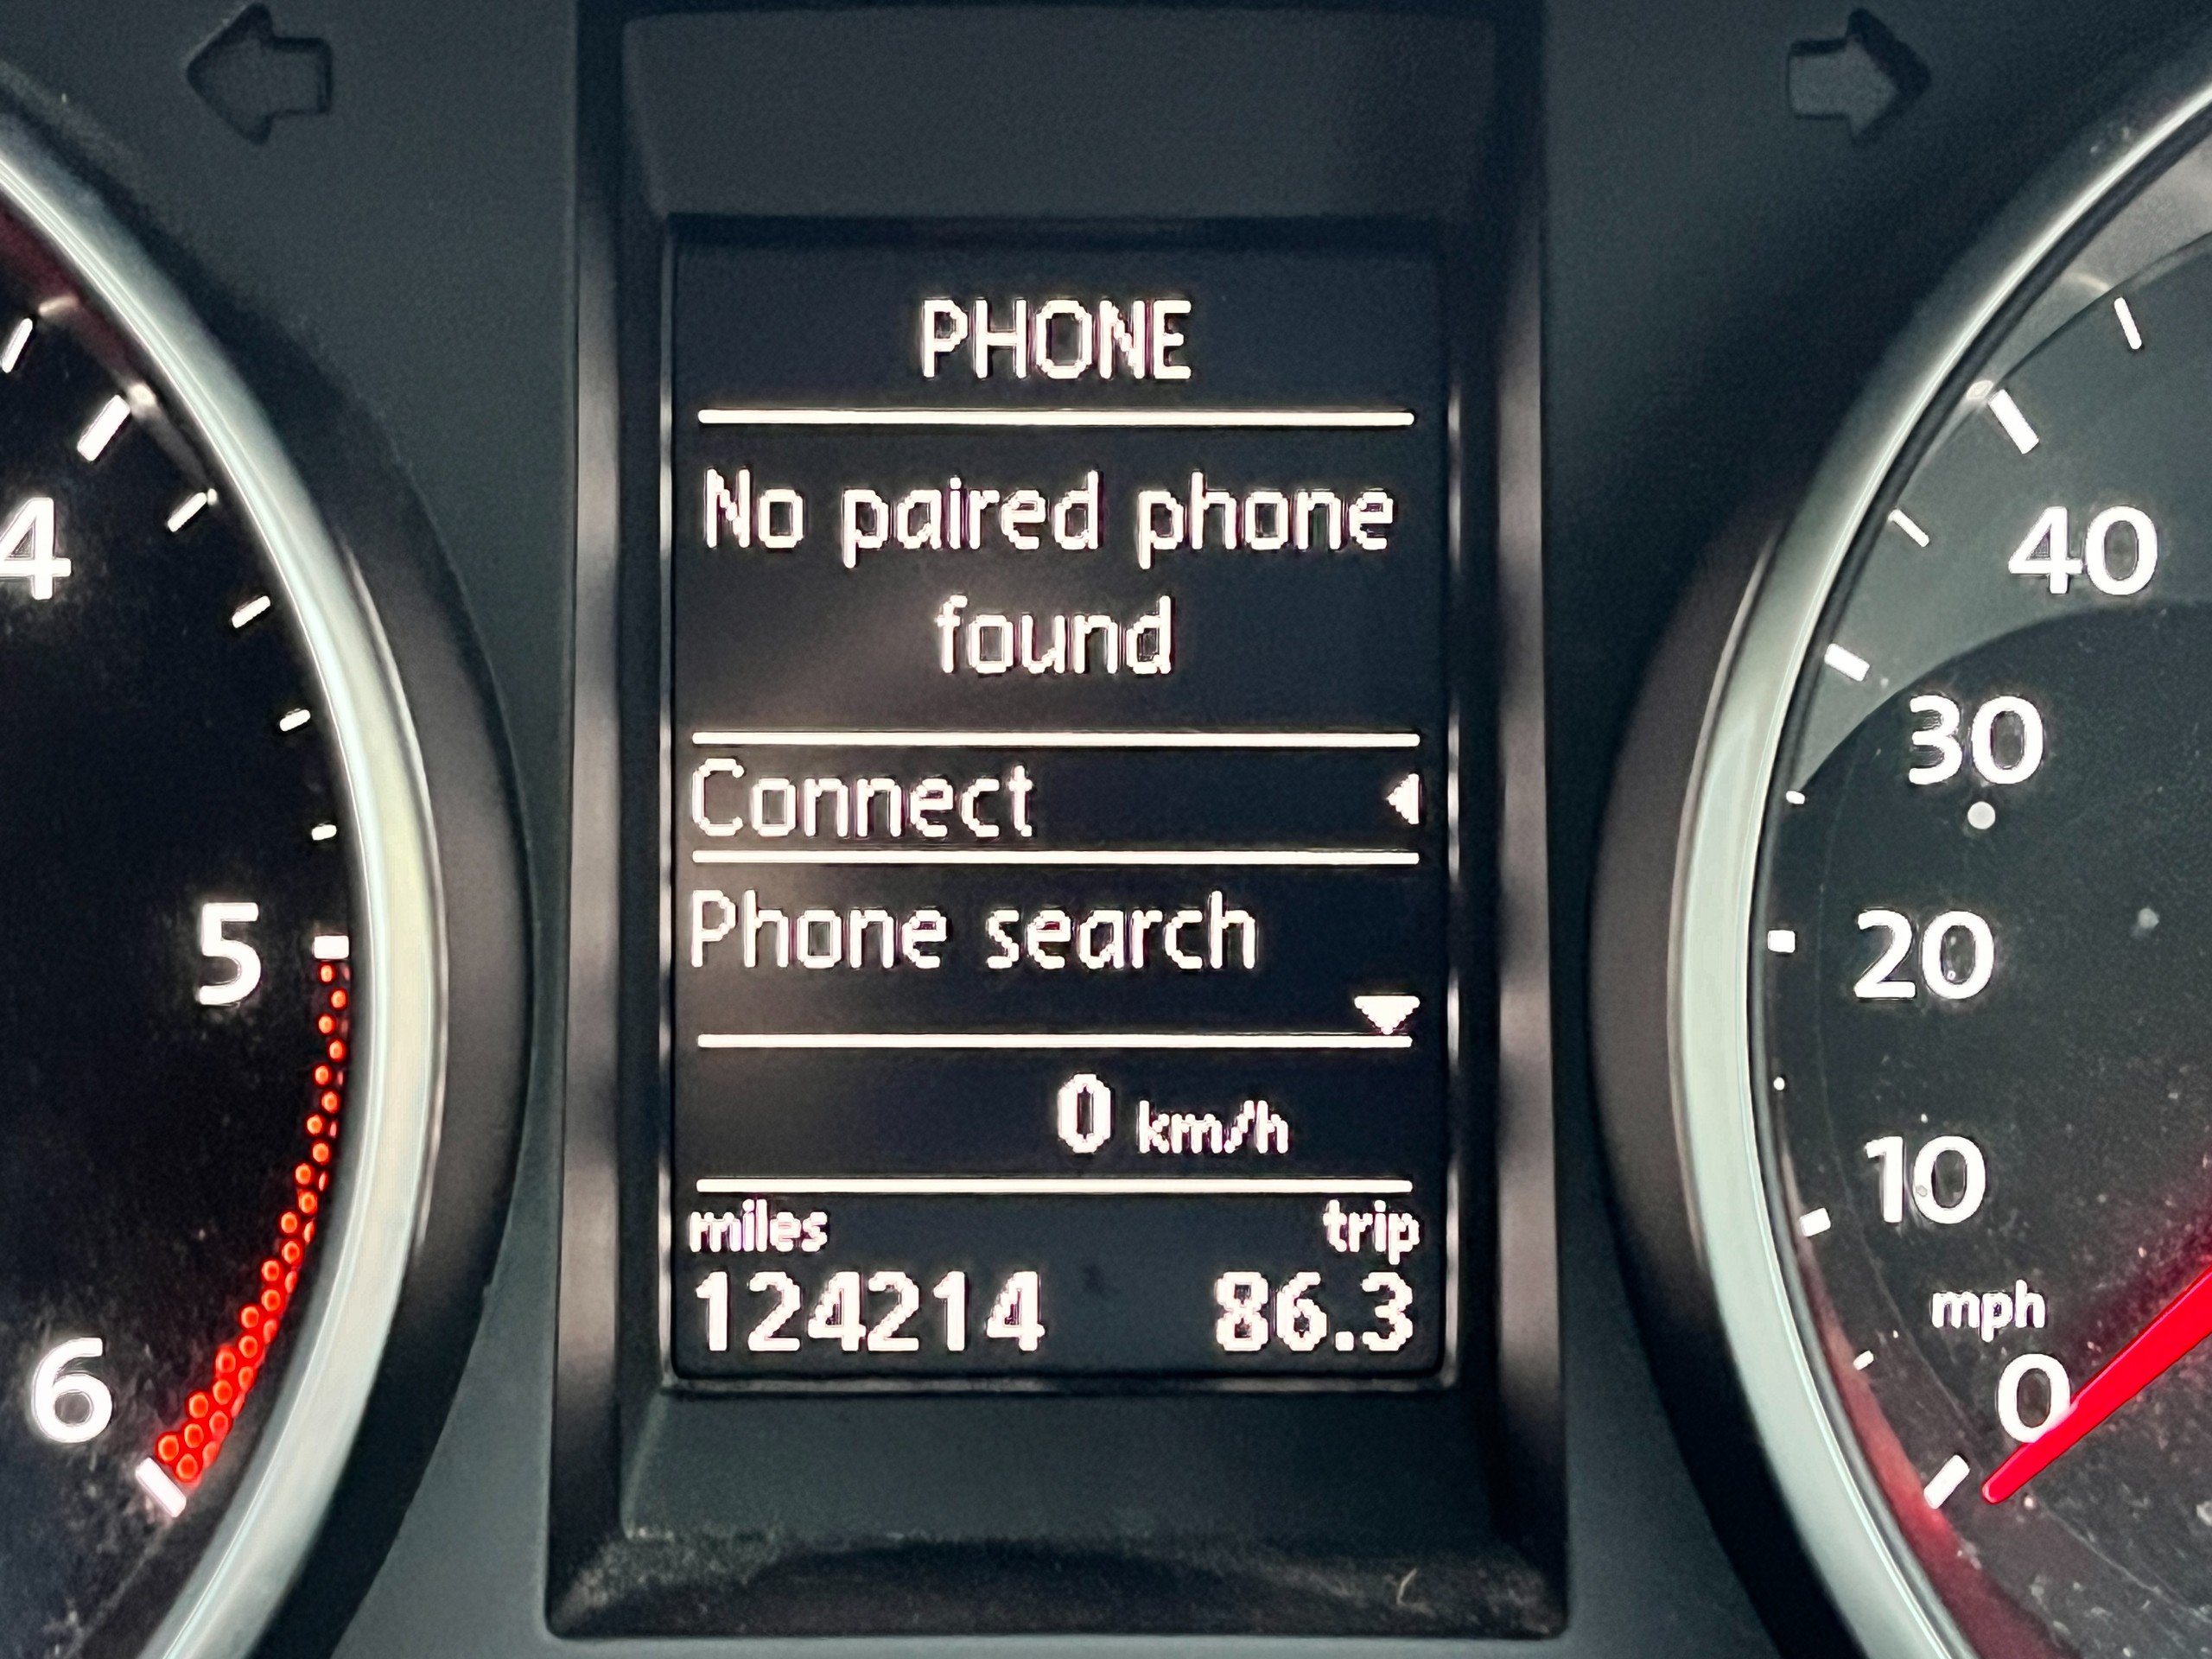 PHONE
No paired phone
found
Connect
Phone search
0 km/h
miles trip
124214 86.3
4
5
6
40
30
20
10
mph
0